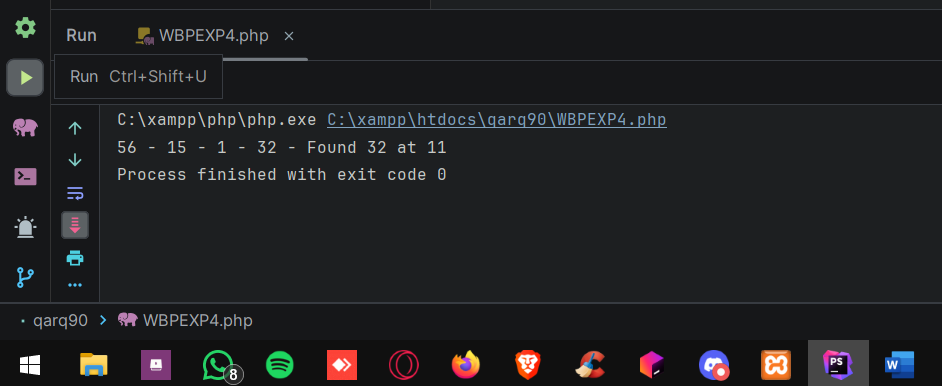 Run WBPEXP4.php ×
Run Ctrl+Shift+U
C:\xampp\php\php.exe C:\xampp\htdocs\qarq90\WBPEXP4.php
56 - 15 - 1 - 32 - Found 32 at 11
Process finished with exit code 0
qarq90 > WBPEXP4.php
8
PS
W